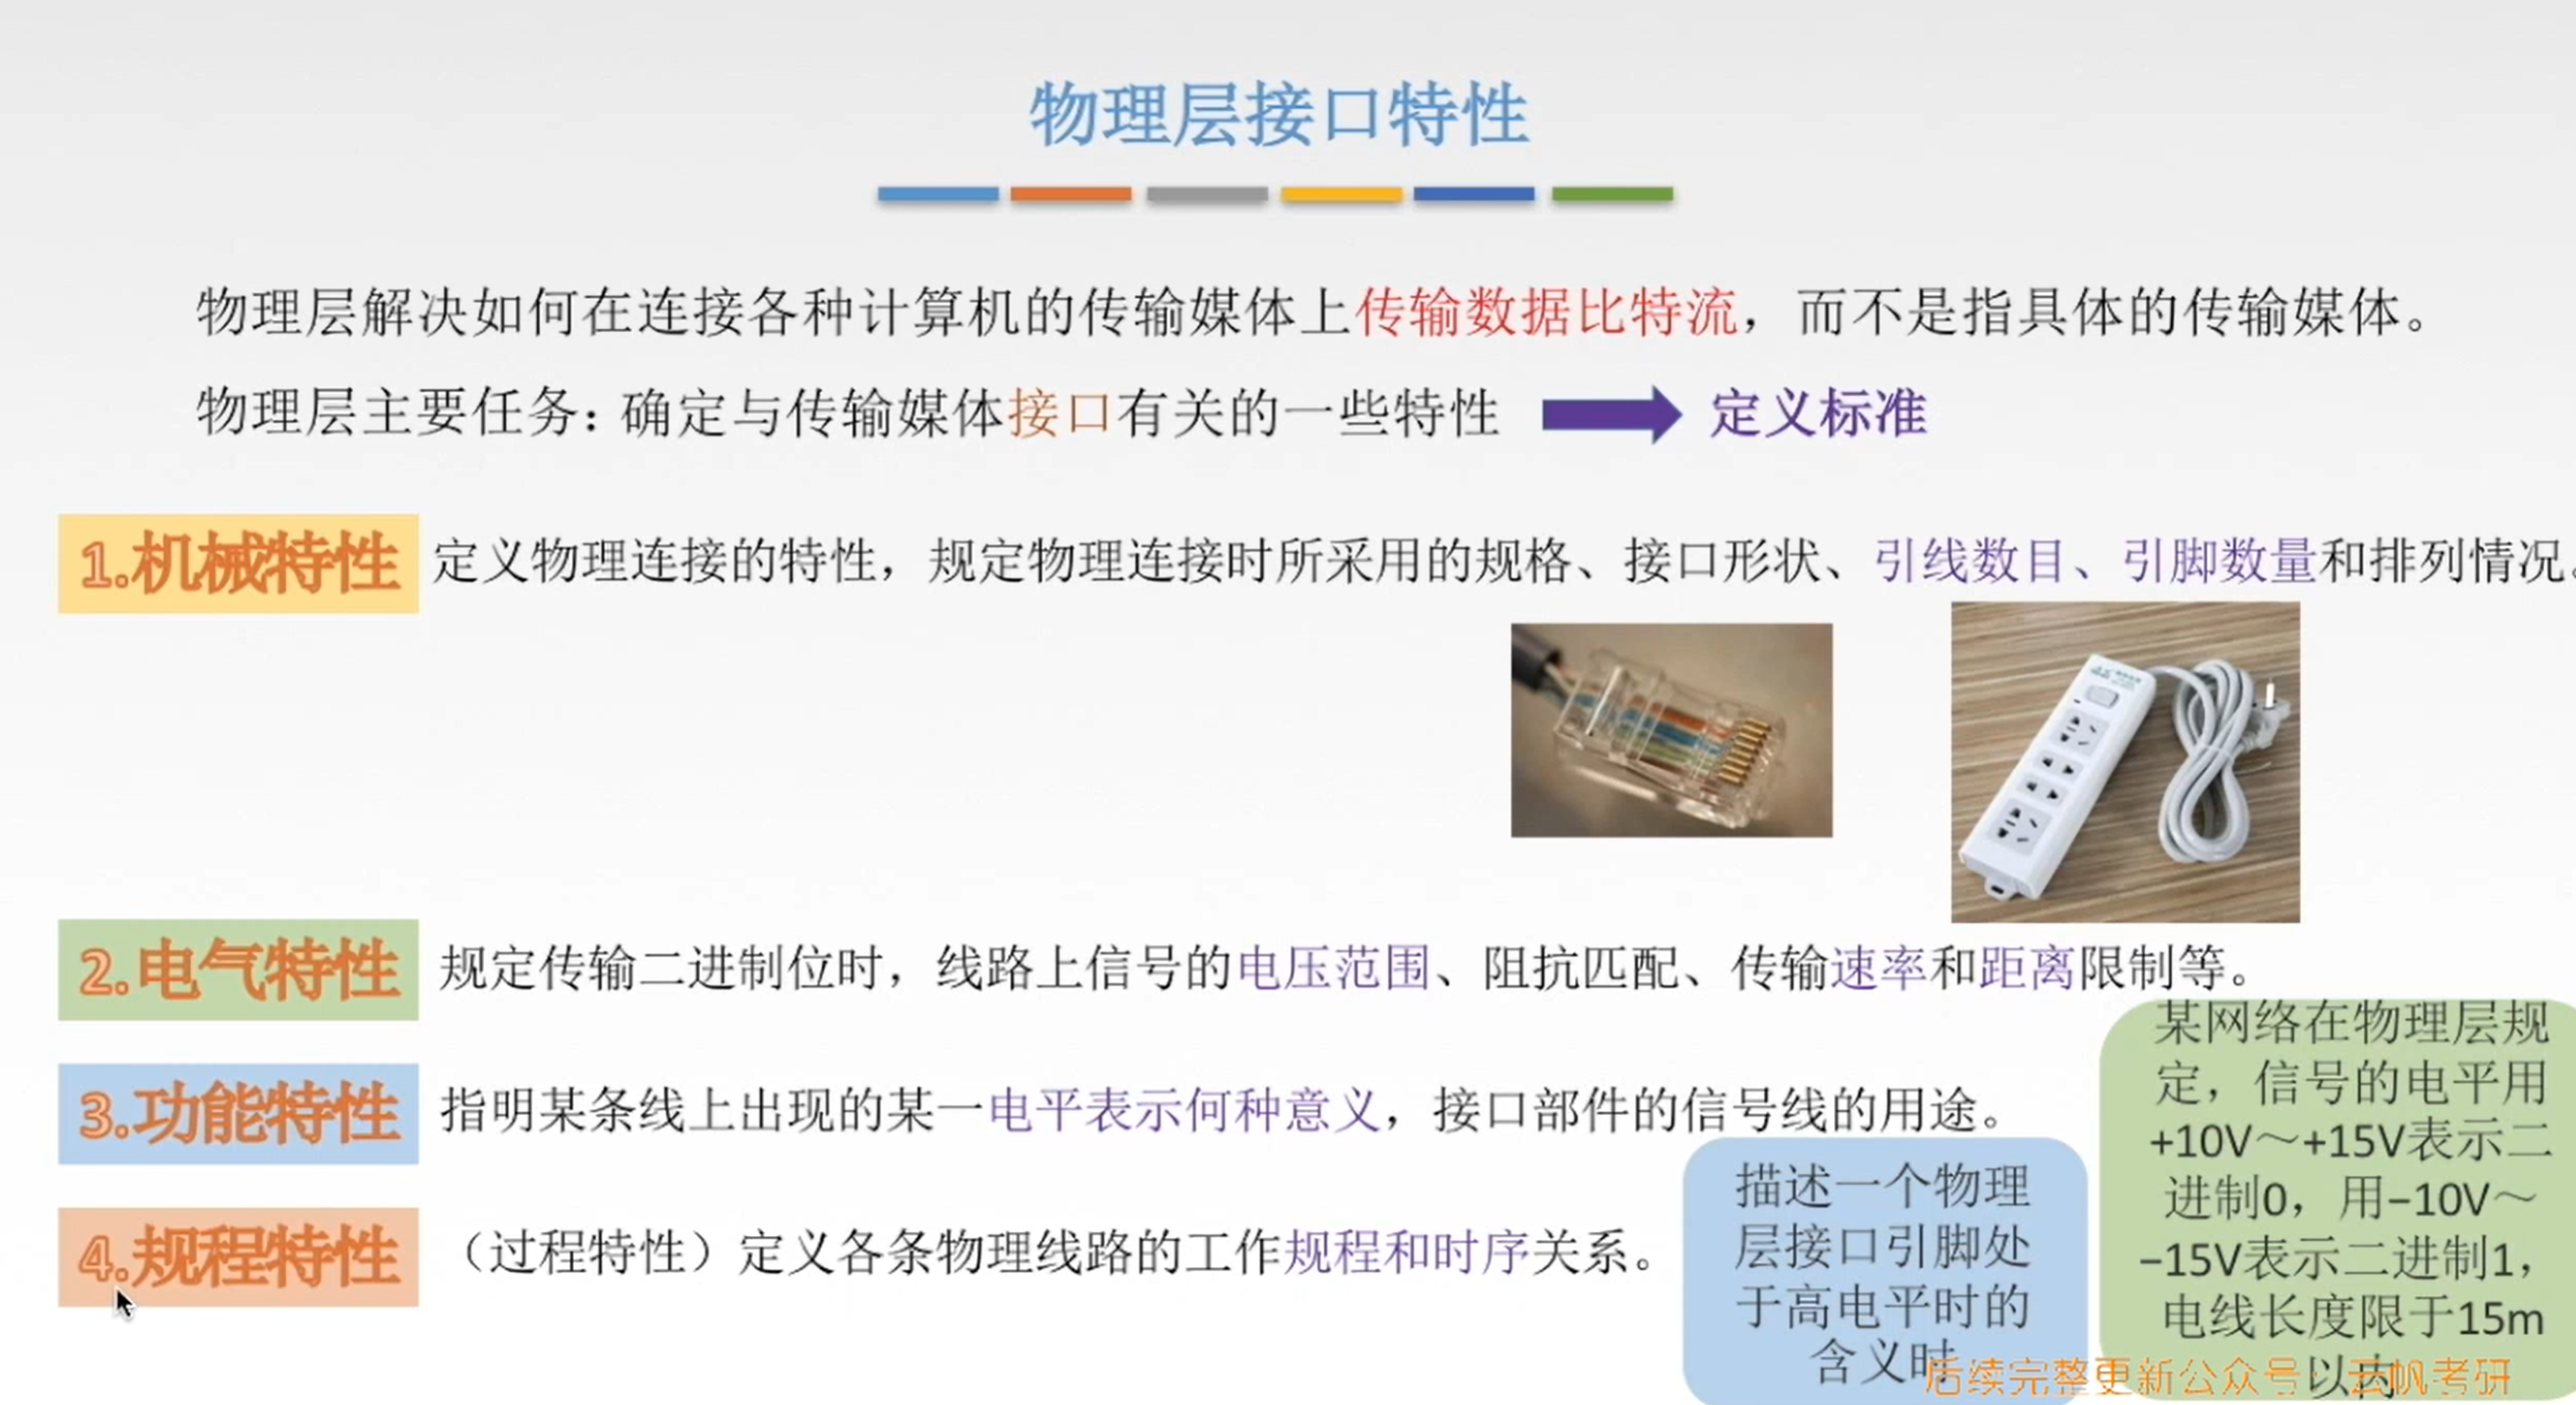 物理层接口特性
物理层解决如何在连接各种计算机的传输媒体上传输数据比特流，而不是指具体的传输媒体。
物理层主要任务：确定与传输媒体接口有关的一些特性 定义标准
1.机械特性 定义物理连接的特性，规定物理连接时所采用的规格、接口形状、引线数目、引脚数量和排列情况。
2.电气特性 规定传输二进制位时，线路上信号的电压范围、阻抗匹配、传输速率和距离限制等。
3.功能特性 指明某条线上出现的某一电平表示何种意义，接口部件的信号线的用途。
4.规程特性 （过程特性）定义各条物理线路的工作规程和时序关系。
描述一个物理
层接口引脚处
于高电平时的
含义时
某网络在物理层规
定，信号的电平用
+10V～+15V表示二
进制0，用-10V～
-15V表示二进制1，
电线长度限于15m
以内
后续完整更新公众号：云帆考研